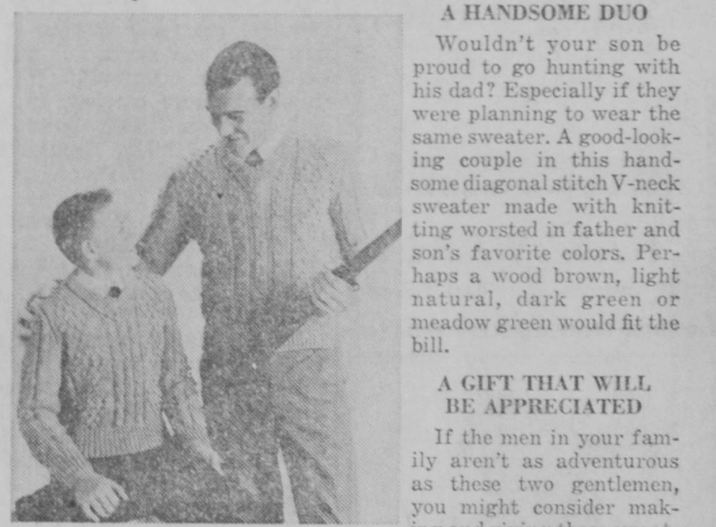 A HANDSOME DUO
Wouldn't your son be
proud to go hunting with
his dad? Especially if they
were planning to wear the
same sweater. A good-look-
ing couple in this hand-
some diagonal stitch V-neck
sweater made with knit-
ting worsted in father and
son's favorite colors. Per-
haps a wood brown, light
natural, dark green or
meadow green would fit the
bill.
A GIFT THAT WILL
BE APPRECIATED
If the men in your fam-
ily aren't as adventurous
as these two gentlemen,
you might consider mak-